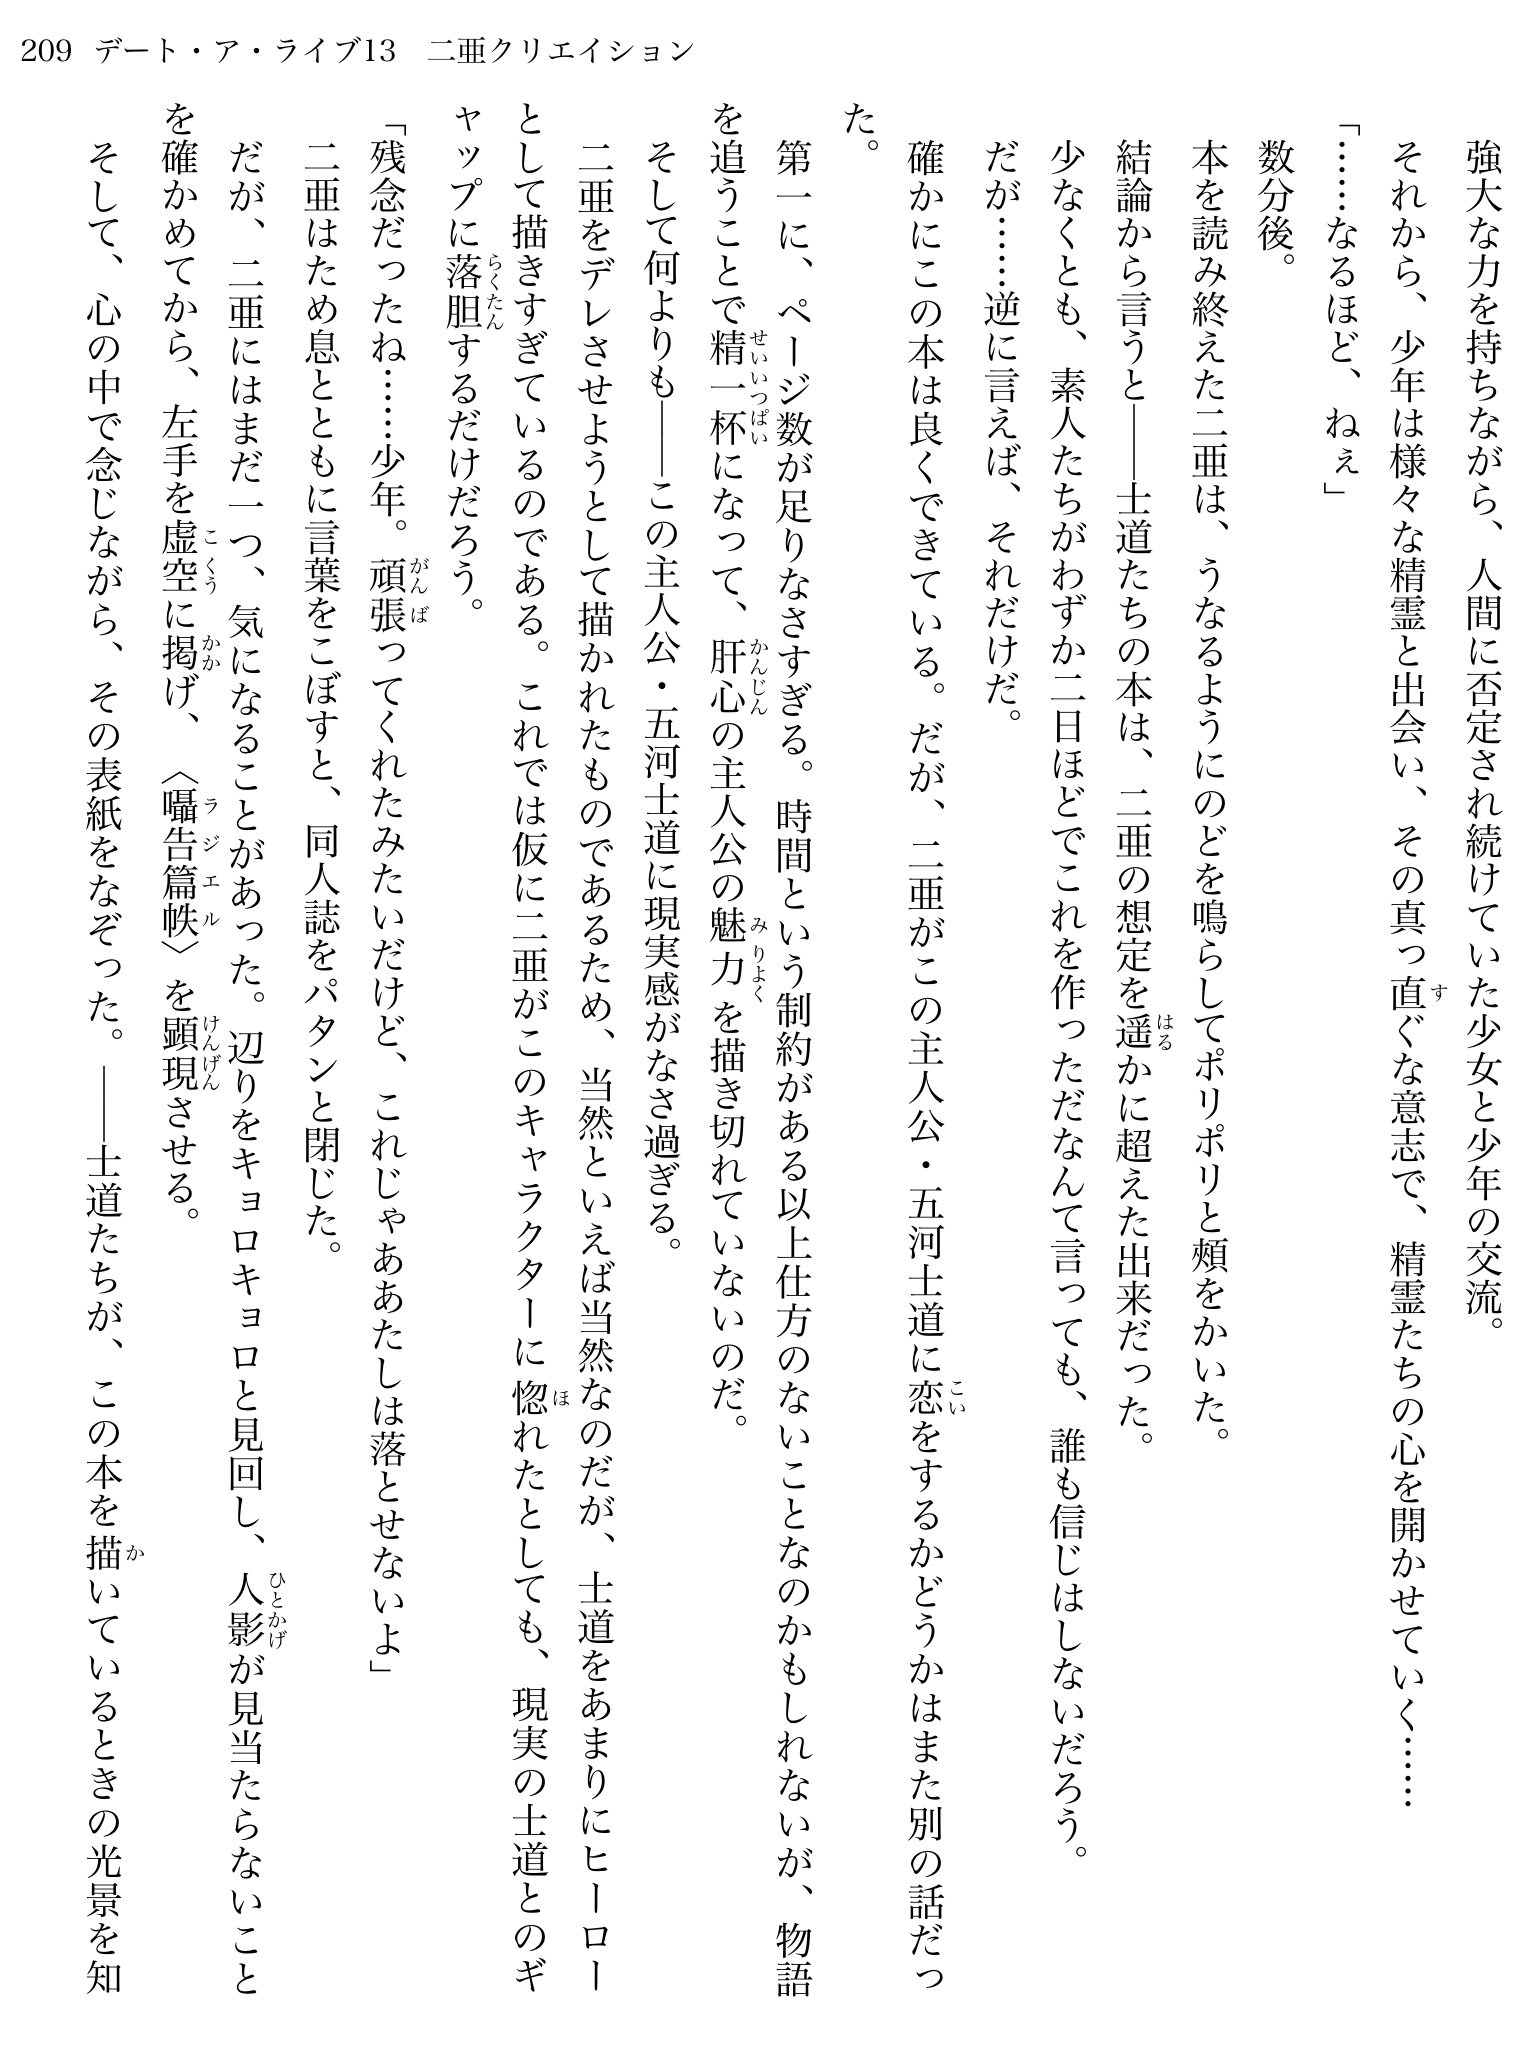 209 デート・ア・ライブ13　二亜クリエイション
　強大な力を持ちながら、人間に否定され続けていた少女と少年の交流。
　それから、少年は様々な精霊と出会い、その真っ直ぐな意志で、精霊たちの心を開かせていく……
「……なるほど、ねぇ」
　数分後。
　本を読み終えた二亜は、うなるようにのどを鳴らしてポリポリと頰をかいた。
　結論から言うと――士道たちの本は、二亜の想定を遥かに超えた出来だった。
　少なくとも、素人たちがわずか二日ほどでこれを作っただなんて言っても、誰も信じはしないだろう。
　だが……逆に言えば、それだけだ。
　確かにこの本は良くできている。だが、二亜がこの主人公・五河士道に恋をするかどうかはまた別の話だっ
た。
　第一に、ページ数が足りなさすぎる。時間という制約がある以上仕方のないことなのかもしれないが、物語
を追うことで精一杯になって、肝心の主人公の魅力を描き切れていないのだ。
　そして何よりも――この主人公・五河士道に現実感がなさ過ぎる。
　二亜をデレさせようとして描かれたものであるため、当然といえば当然なのだが、士道をあまりにヒーロー
として描きすぎているのである。これでは仮に二亜がこのキャラクターに惚れたとしても、現実の士道とのギ
ャップに落胆するだけだろう。
「残念だったね……少年。頑張ってくれたみたいだけど、これじゃああたしは落とせないよ」
　二亜はため息とともに言葉をこぼすと、同人誌をパタンと閉じた。
　だが、二亜にはまだ一つ、気になることがあった。辺りをキョロキョロと見回し、人影が見当たらないこと
を確かめてから、左手を虚空に掲げ、〈囁告篇帙〉を顕現させる。
　そして、心の中で念じながら、その表紙をなぞった。――士道たちが、この本を描いているときの光景を知